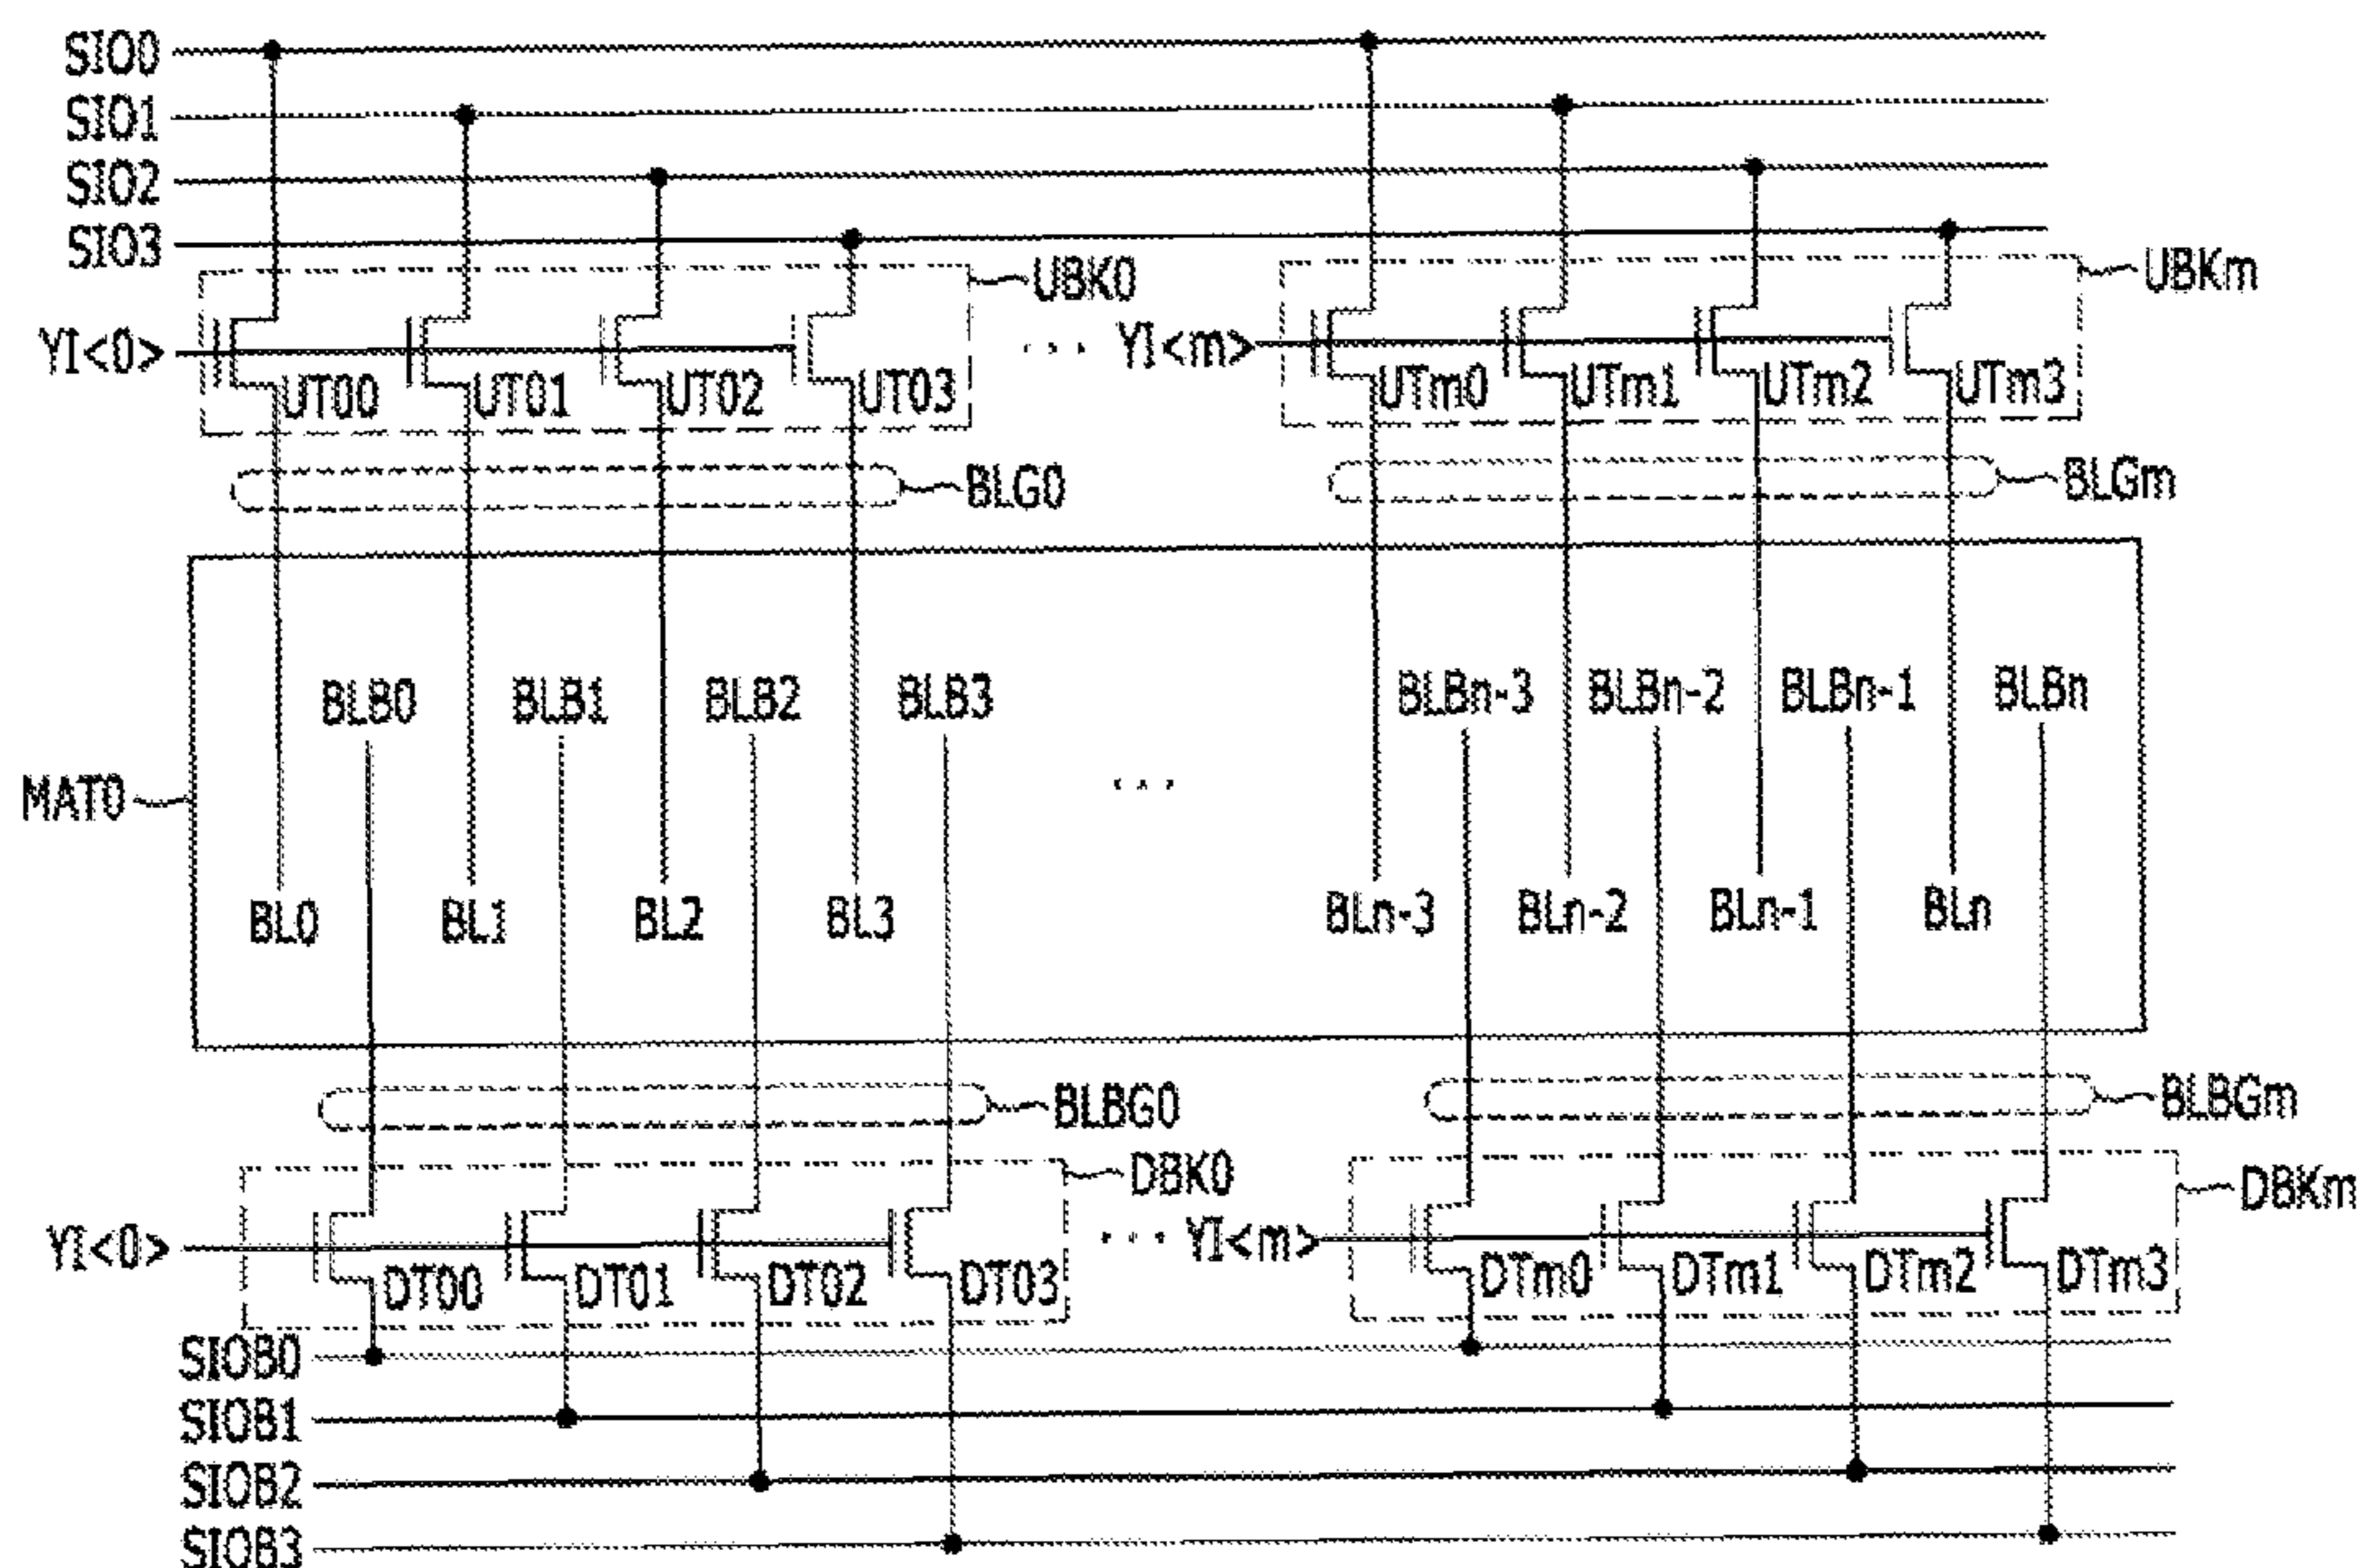 SIO0
SIO1
SIO2
SIO3
UBK0
UBKm
YI<0>
... YI<m>
UT00 UT01 UT02 UT03
UTm0 UTm1 UTm2 UTm3
BLG0
BLGm
BLB0 BLB1 BLB2 BLB3
BLBn-3 BLBn-2 BLBn-1 BLBn
MAT0
...
BL0 BL1 BL2 BL3
BLn-3 BLn-2 BLn-1 BLn
BLBG0
BLBGm
DBK0
DBKm
YI<0>
... YI<m>
DT00 DT01 DT02 DT03
DTm0 DTm1 DTm2 DTm3
SIOB0
SIOB1
SIOB2
SIOB3